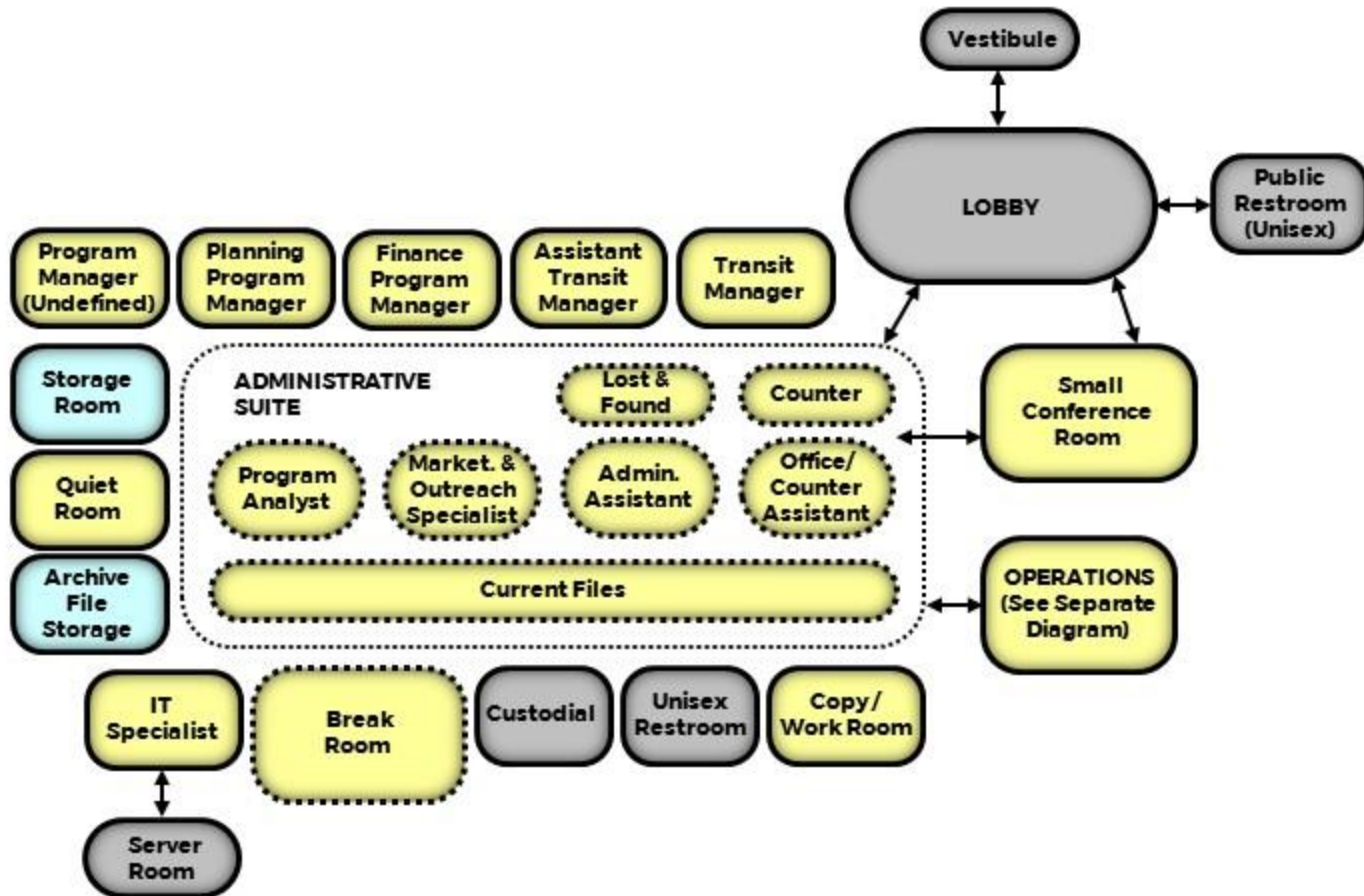 Vestibule
LOBBY
Public
Restroom
(Unisex)
Program
Manager
(Undefined)
Planning
Program
Manager
Finance
Program
Manager
Assistant
Transit
Manager
Transit
Manager
Storage
Room
ADMINISTRATIVE
SUITE
Lost &
Found
Counter
Small
Conference
Room
Quiet
Room
Program
Analyst
Market. &
Outreach
Specialist
Admin.
Assistant
Office/
Counter
Assistant
Archive
File
Storage
Current Files
OPERATIONS
(See Separate
Diagram)
IT
Specialist
Break
Room
Custodial
Unisex
Restroom
Copy/
Work Room
Server
Room